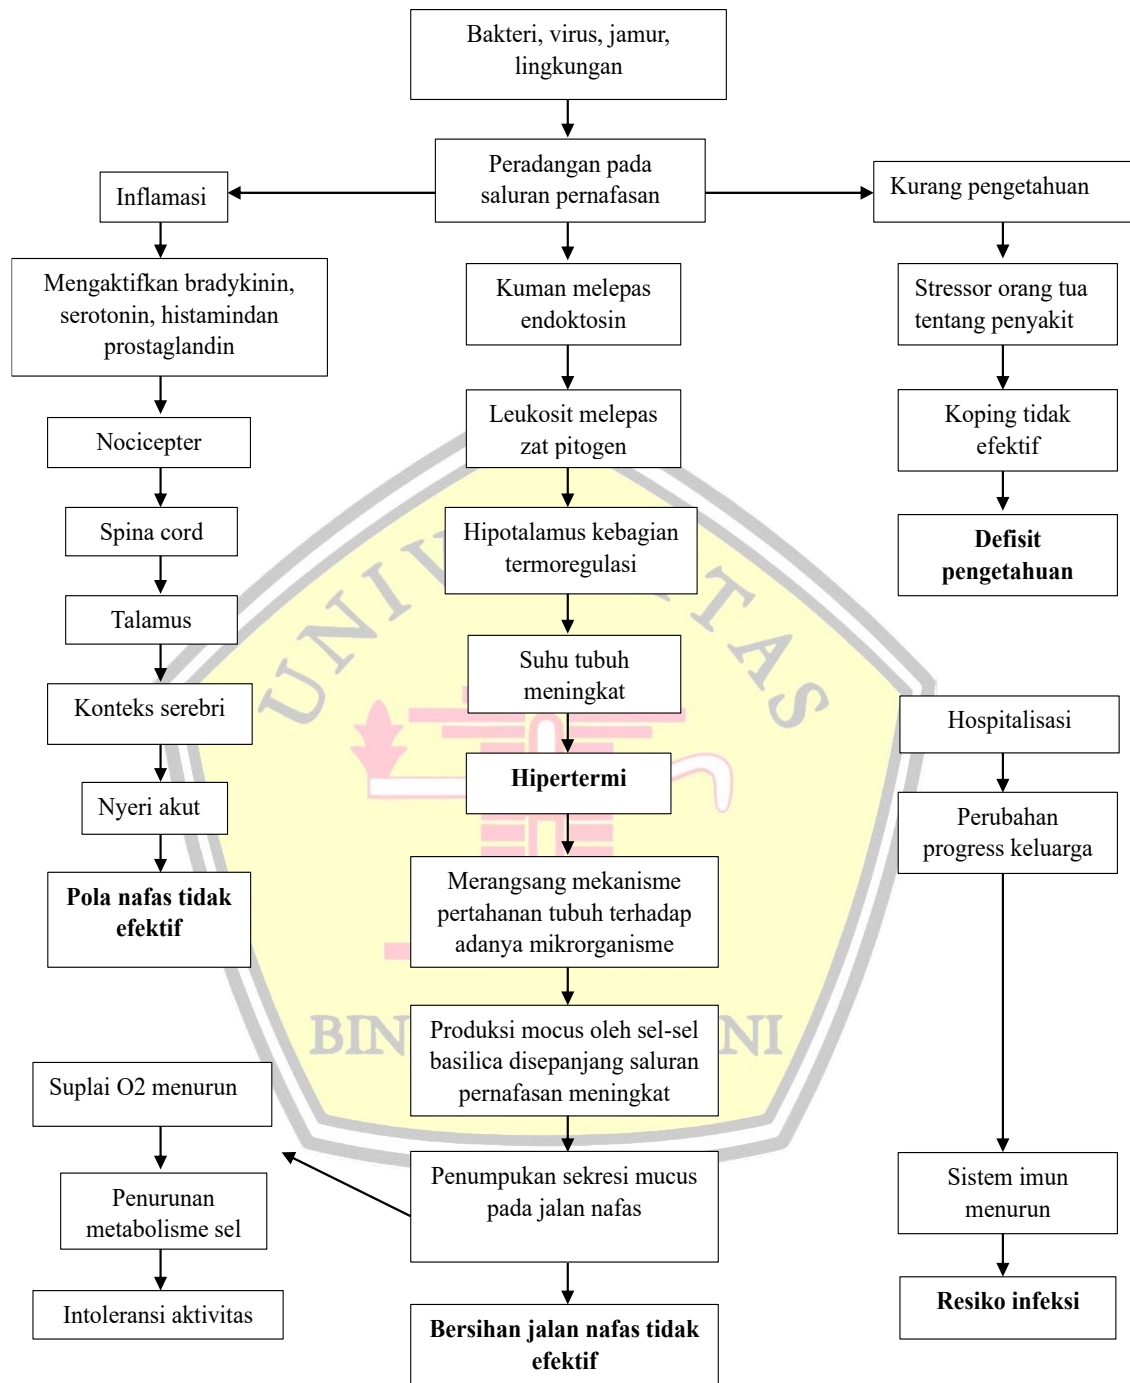 Bakteri, virus, jamur,
lingkungan
Peradangan pada
saluran pernafasan
Inflamasi
Kurang pengetahuan
Mengaktifkan bradykinin,
serotonin, histamindan
prostaglandin
Kuman melepas
endoktosin
Stressor orang tua
tentang penyakit
Nocicepter
Leukosit melepas
zat pitogen
Koping tidak
efektif
Spina cord
Hipotalamus kebagian
termoregulasi
Defisit
pengetahuan
Talamus
Suhu tubuh
meningkat
Konteks serebri
Hospitalisasi
Nyeri akut
Hipertermi
Perubahan
progress keluarga
Pola nafas tidak
efektif
Merangsang mekanisme
pertahanan tubuh terhadap
adanya mikrorganisme
Produksi mocus oleh sel-sel
basilica disepanjang saluran
pernafasan meningkat
Suplai O2 menurun
Penumpukan sekresi mucus
pada jalan nafas
Sistem imun
menurun
Penurunan
metabolisme sel
Intoleransi aktivitas
Bersihan jalan nafas tidak
efektif
Resiko infeksi